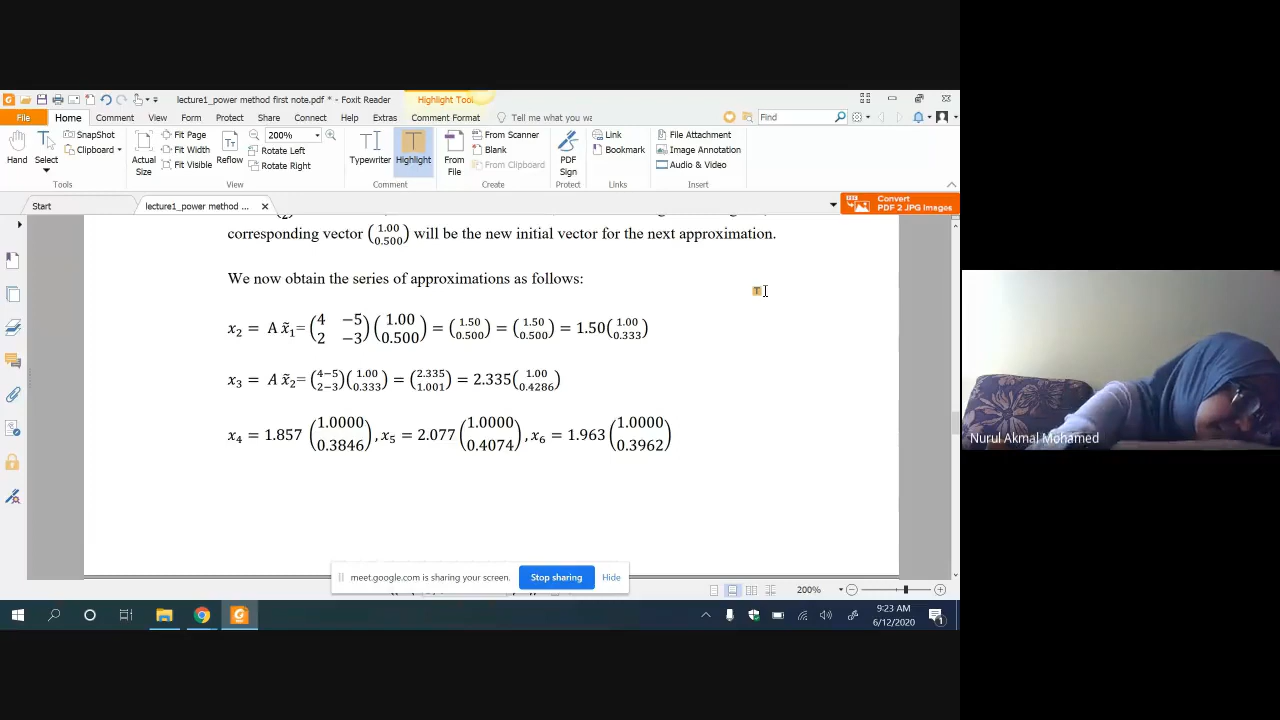 lecture1_power method first note.pdf * - Foxit Reader
Highlight Tool
File Home Comment View Form Protect Share Connect Help Extras Comment Format Tell me what you wa Find
Hand Select SnapShot Clipboard Actual Size Fit Page Fit Width Fit Visible Reflow 200% Rotate Left Rotate Right Typewriter Highlight From File From Scanner Blank From Clipboard PDF Sign Link Bookmark File Attachment Image Annotation Audio & Video
Tools View Comment Create Protect Links Insert
Start lecture1_power method ... Convert PDF 2 JPG Images
corresponding vector (1.00 0.500) will be the new initial vector for the next approximation.
We now obtain the series of approximations as follows:
x₂ = A x̃₁= (4 −5 2 −3)(1.00 0.500) = (1.50 0.500) = (1.50 0.500) = 1.50(1.00 0.333)
x₃ = A x̃₂= (4−5 2−3)(1.00 0.333) = (2.335 1.001) = 2.335(1.00 0.4286)
x₄ = 1.857 (1.0000 0.3846), x₅ = 2.077 (1.0000 0.4074), x₆ = 1.963 (1.0000 0.3962)
Nurul Akmal Mohamed
meet.google.com is sharing your screen. Stop sharing Hide
200%
9:23 AM
6/12/2020